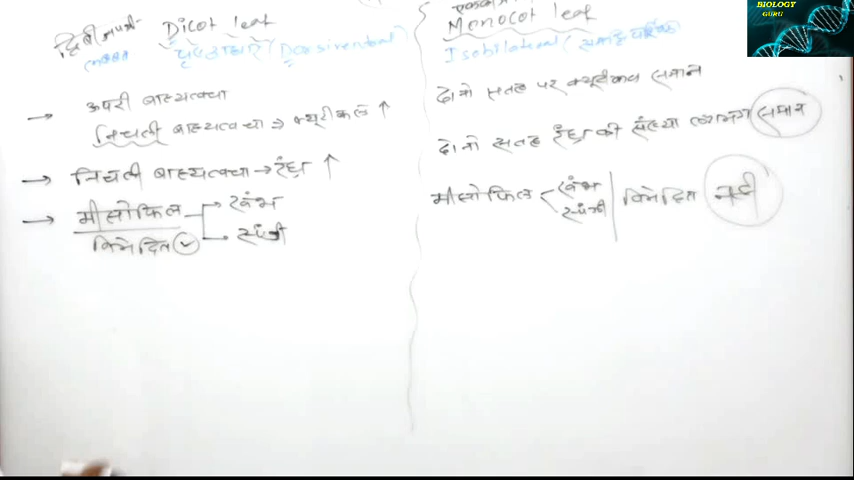 द्विबीजपत्री Dicot leaf
पृष्ठाधारी (Dorsiventral)
→ ऊपरी बाह्यत्वचा
निचली बाह्यत्वचा ⇒ क्यूटीकल ↑
→ निचली बाह्यत्वचा → रंध्र ↑
→ मीसोफिल → स्तंभ
→ स्पंजी
विभेदित ✓
Monocot leaf
Isobilateral (समद्विपार्श्विक
दोनो सतह पर क्यूटीकल समान
दोनो सतह रंध्र की संख्या लगभग समान
मीसोफिल < स्तंभ
स्पंजी | विभेदित नही
BIOLOGY
GURU